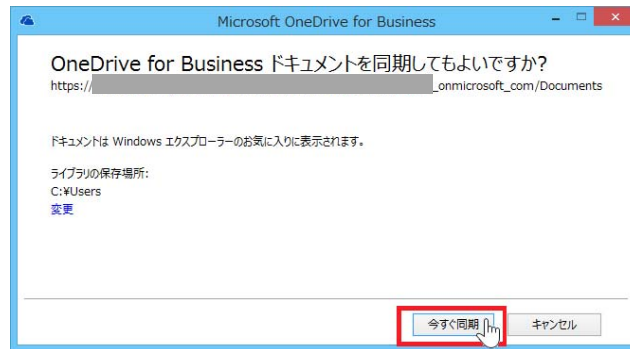 Microsoft OneDrive for Business
OneDrive for Business ドキュメントを同期してもよいですか?
https:// _onmicrosoft_com/Documents
ドキュメントは Windows エクスプローラーのお気に入りに表示されます。
ライブラリの保存場所:
C:¥Users
変更
今すぐ同期 キャンセル